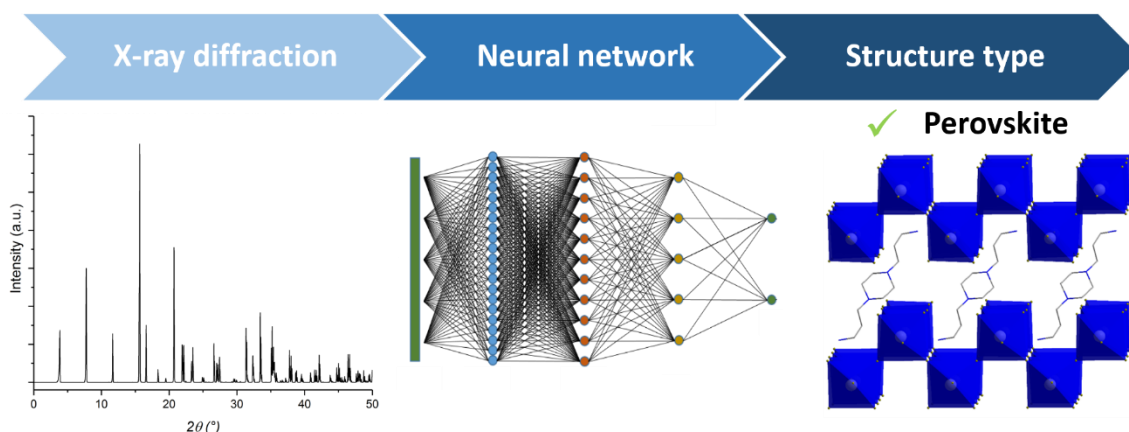 X-ray diffraction
Neural network
Structure type
✓ Perovskite
Intensity (a.u.)
0 10 20 30 40 50
2θ (°)